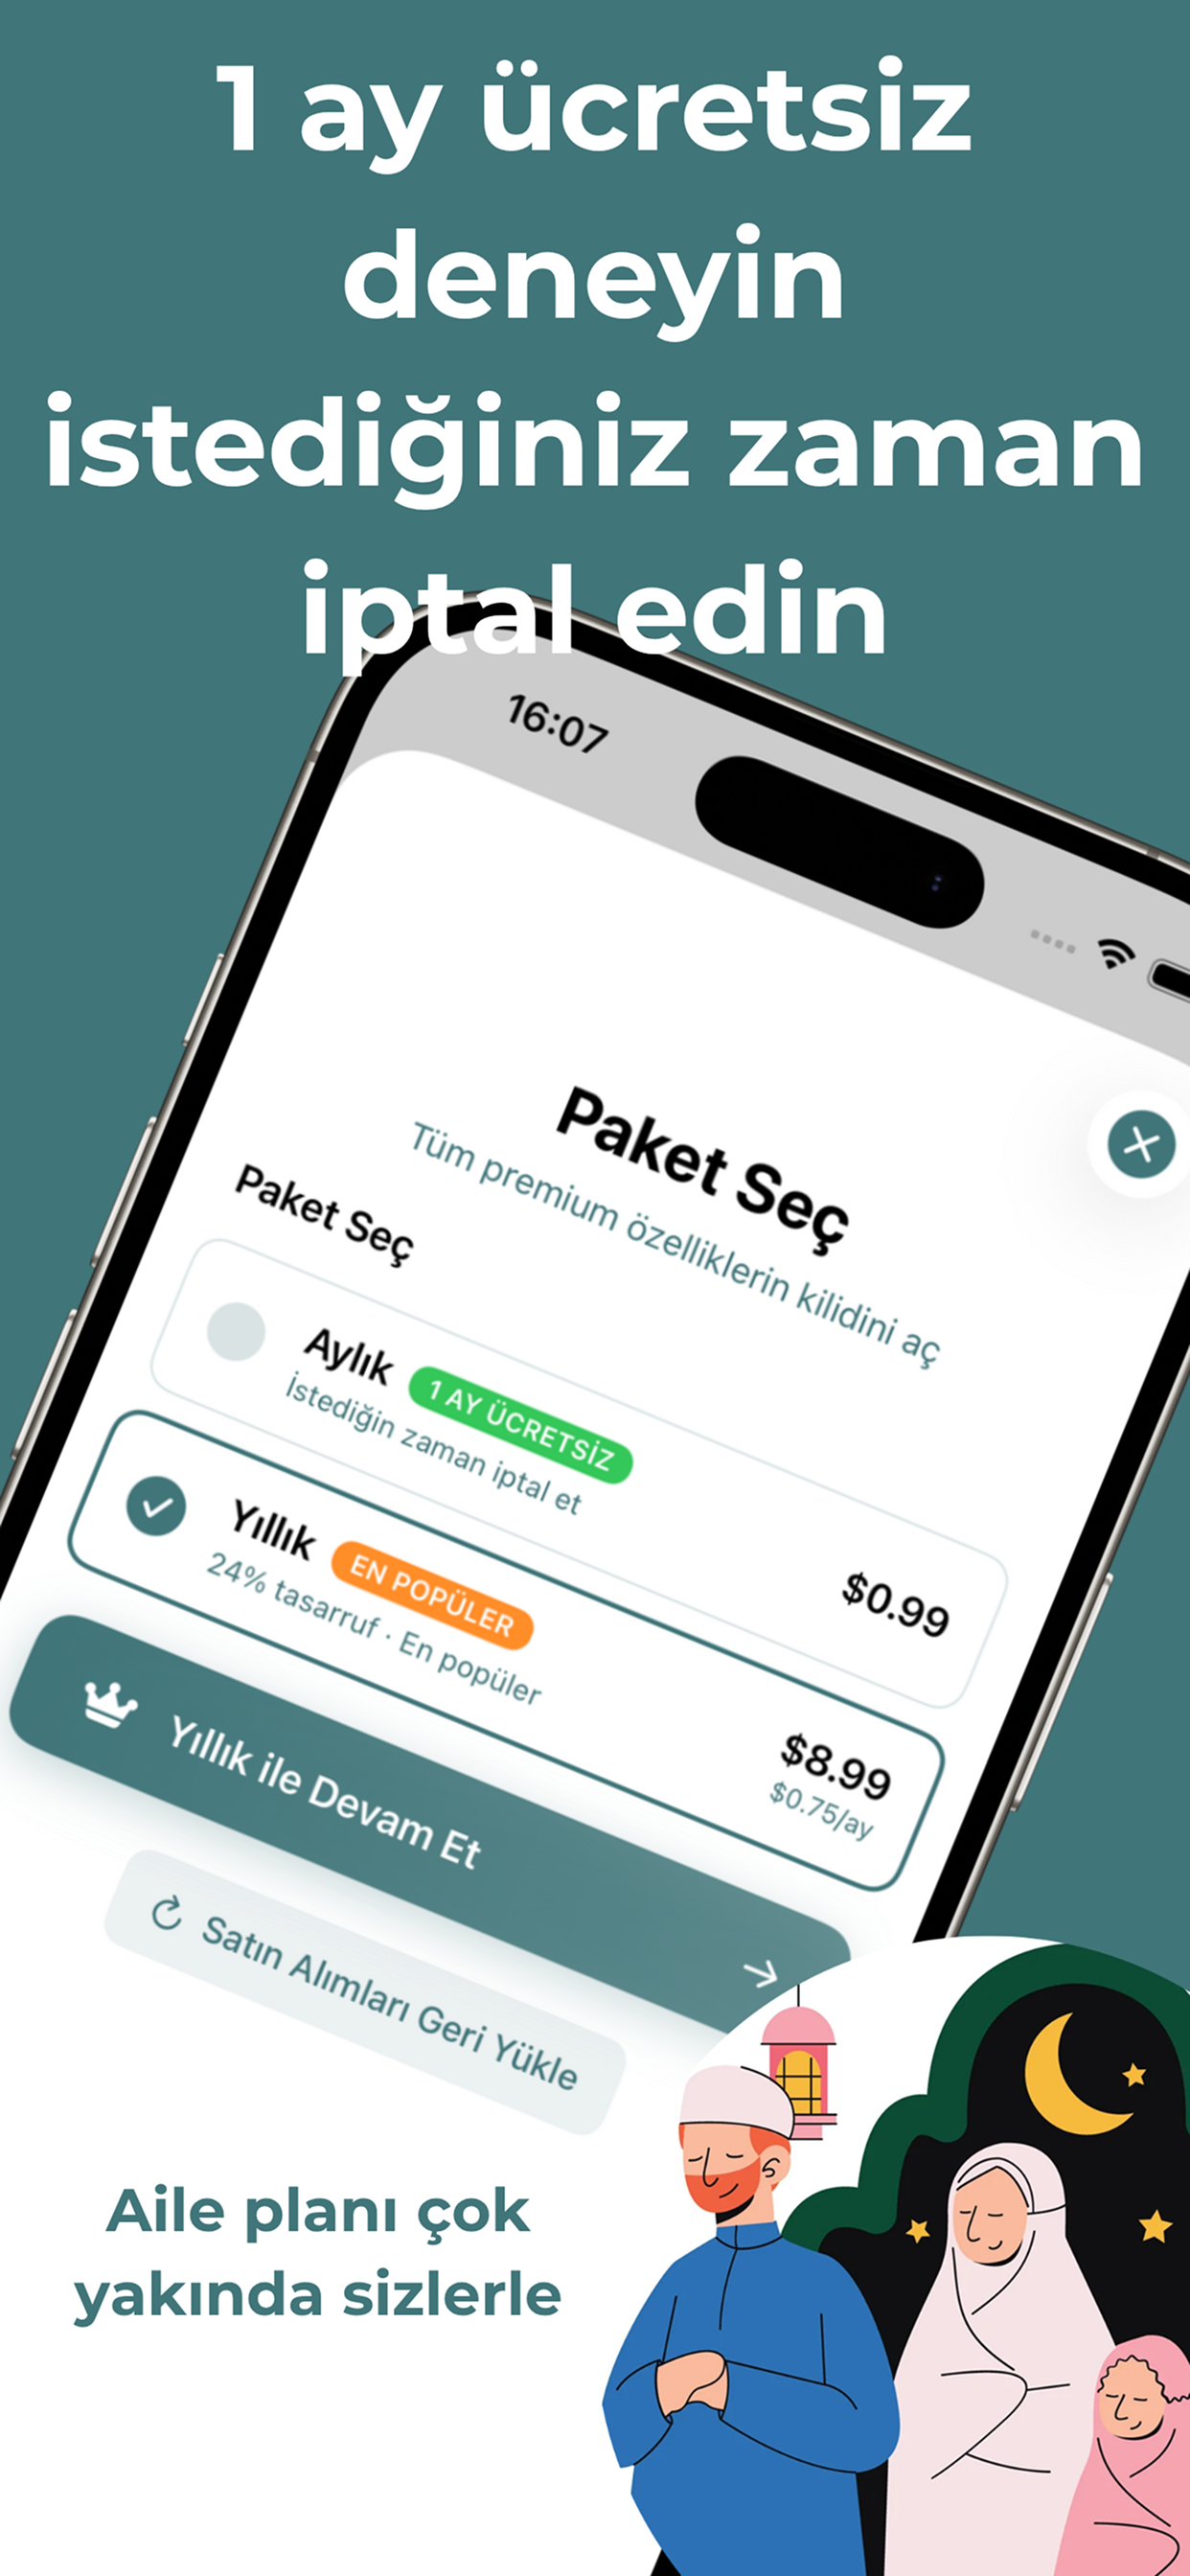 1 ay ücretsiz
deneyin
istediğiniz zaman
iptal edin
16:07
Paket Seç
Tüm premium özelliklerin kilidini aç
Paket Seç
Aylık 1 AY ÜCRETSİZ
İstediğin zaman iptal et
$0.99
Yıllık EN POPÜLER
24% tasarruf · En popüler
$8.99
$0.75/ay
Yıllık ile Devam Et
Satın Alımları Geri Yükle
Aile planı çok
yakında sizlerle